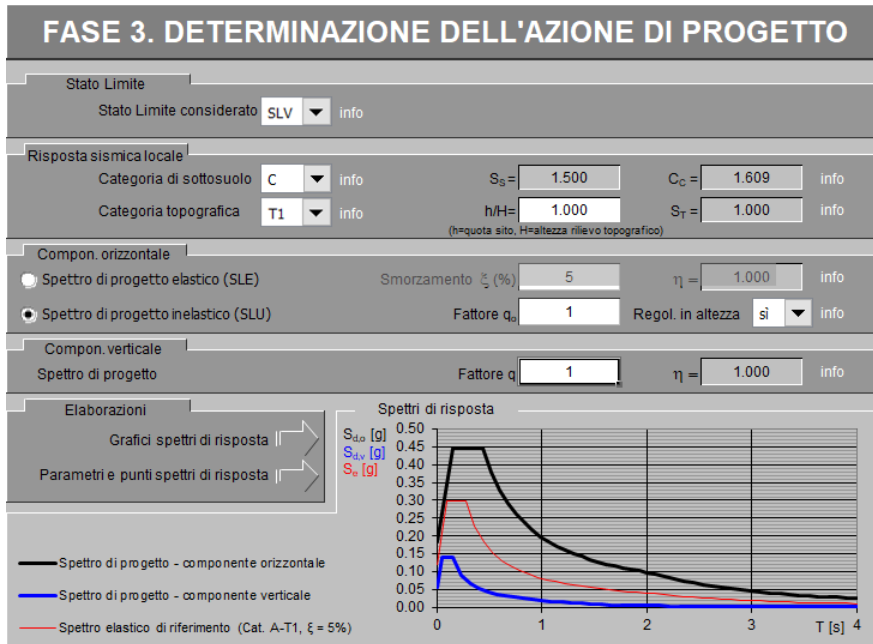 FASE 3. DETERMINAZIONE DELL'AZIONE DI PROGETTO
Stato Limite
Stato Limite considerato SLV info
Risposta sismica locale
Categoria di sottosuolo C info SS = 1.500 CC = 1.609 info
Categoria topografica T1 info h/H= 1.000 ST = 1.000 info
(h=quota sito, H=altezza rilievo topografico)
Compon. orizzontale
Spettro di progetto elastico (SLE) Smorzamento ξ (%) 5 η = 1.000 info
Spettro di progetto inelastico (SLU) Fattore qo 1 Regol. in altezza sì info
Compon. verticale
Spettro di progetto Fattore q 1 η = 1.000 info
Elaborazioni
Grafici spettri di risposta
Parametri e punti spettri di risposta
Spettri di risposta
Sd,o [g]
Sd,v [g]
Se [g]
0.50
0.45
0.40
0.35
0.30
0.25
0.20
0.15
0.10
0.05
0.00
0 1 2 3 T [s] 4
Spettro di progetto - componente orizzontale
Spettro di progetto - componente verticale
Spettro elastico di riferimento (Cat. A-T1, ξ = 5%)